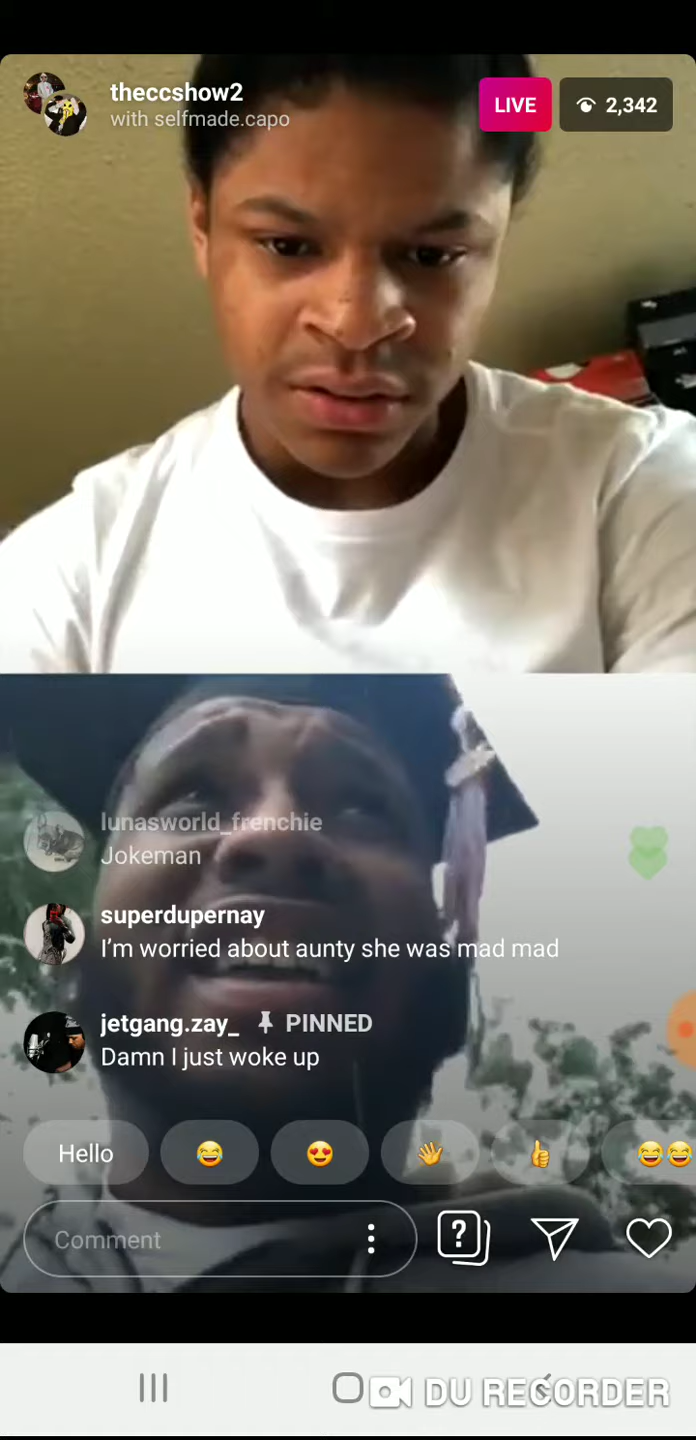 theccshow2
with selfmade.capo
LIVE
2,342
lunasworld_frenchie
Jokeman
superdupernay
I’m worried about aunty she was mad mad
jetgang.zay_ PINNED
Damn I just woke up
Hello
Comment
?
DU RECORDER